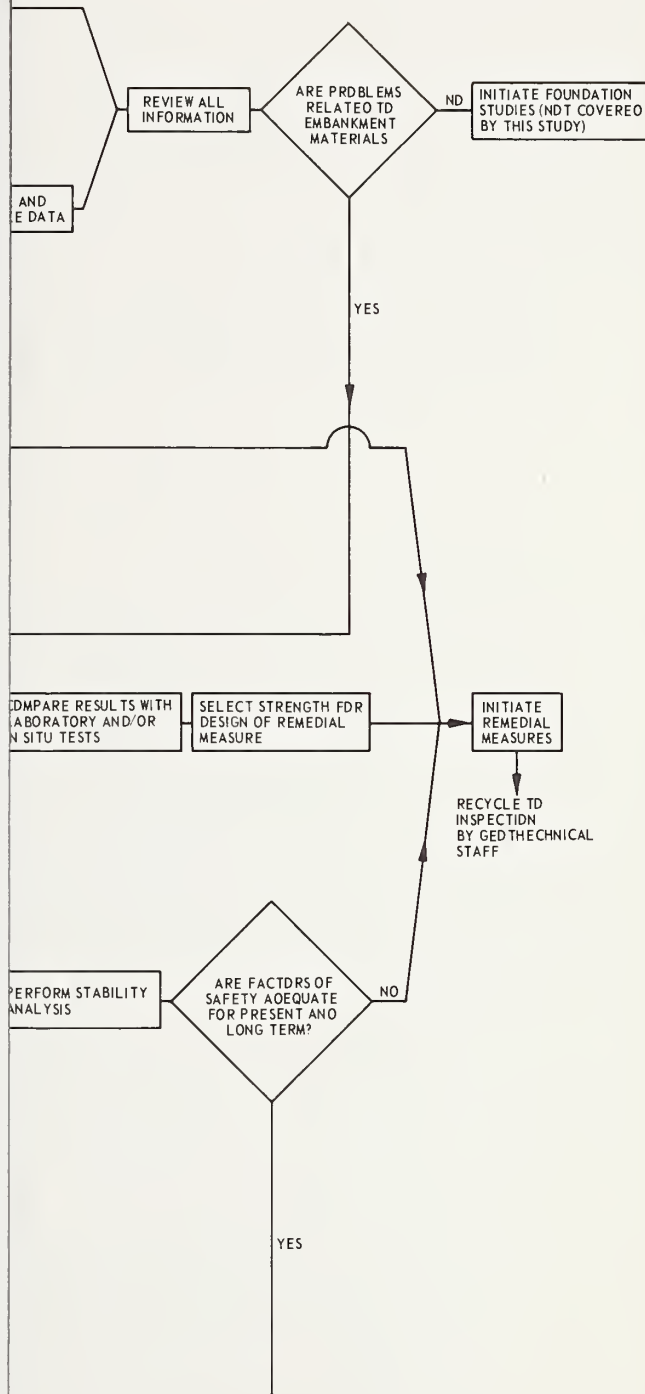 REVIEW ALL
INFORMATION
ARE PRDBLEMS
RELATEO TD
EMBANKMENT
MATERIALS
ND
INITIATE FOUNDATION
STUDIES (NDT COVEREO
BY THIS STUDY)
AND
E DATA
YES
COMPARE RESULTS WITH
LABORATORY AND/OR
N SITU TESTS
SELECT STRENGTH FDR
DESIGN OF REMEDIAL
MEASURE
INITIATE
REMEDIAL
MEASURES
RECYCLE TD
INSPECTIDN
BY GEDTHECHNICAL
STAFF
PERFORM STABILITY
ANALYSIS
ARE FACTDRS OF
SAFETY AOEQUATE
FOR PRESENT ANO
LONG TERM?
NO
YES